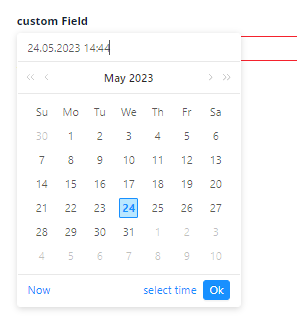 custom Field
24.05.2023 14:44
« ‹ May 2023 › »
Su Mo Tu We Th Fr Sa
30 1 2 3 4 5 6
7 8 9 10 11 12 13
14 15 16 17 18 19 20
21 22 23 24 25 26 27
28 29 30 31 1 2 3
4 5 6 7 8 9 10
Now select time Ok